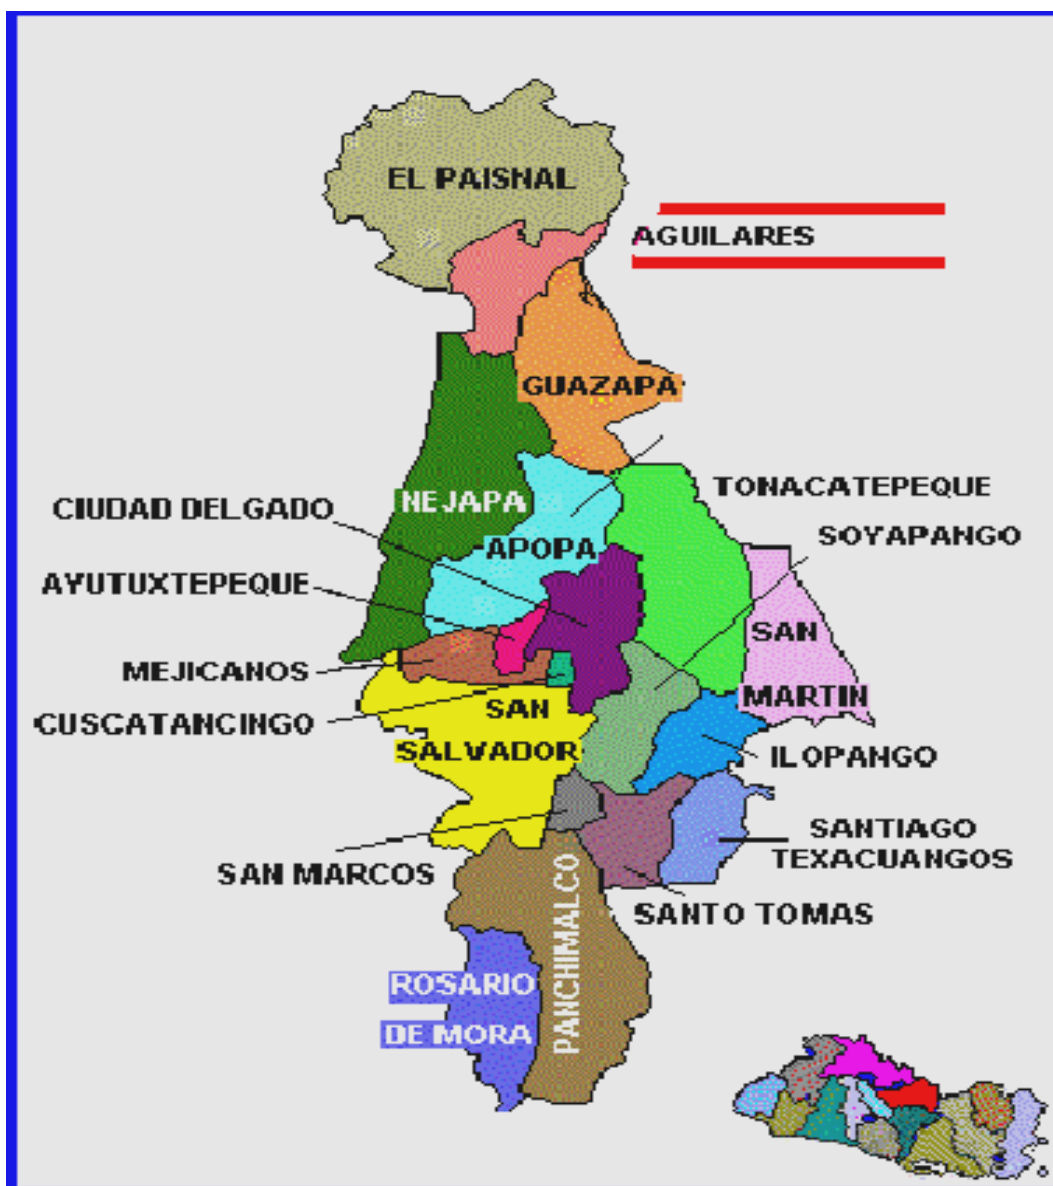 EL PAISNAL
AGUILARES
GUAZAPA
TONACATEPEQUE
NEJAPA
CIUDAD DELGADO
SOYAPANGO
APOPA
AYUTUXTEPEQUE
SAN
MARTIN
MEJICANOS
CUSCATANCINGO
SAN
SALVADOR
ILOPANGO
SANTIAGO
TEXACUANGOS
SAN MARCOS
SANTO TOMAS
PANCHIMALCO
ROSARIO
DE MORA